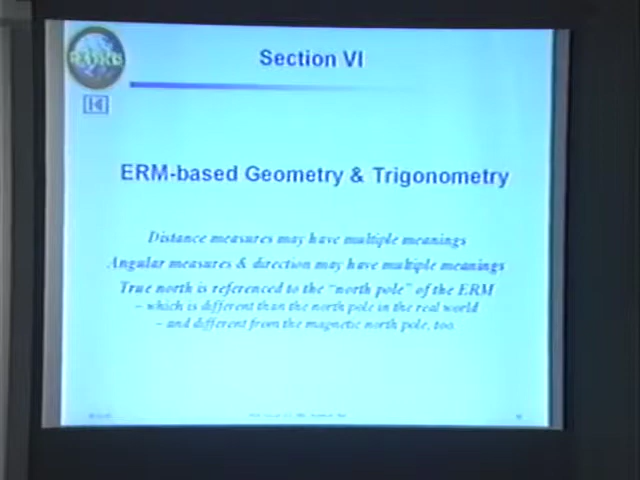 Section VI
ERM-based Geometry & Trigonometry
Distance measures may have multiple meanings
Angular measures & direction may have multiple meanings
True north is referenced to the "north pole" of the ERM
– which is different than the north pole in the real world
– and different from the magnetic north pole, too.